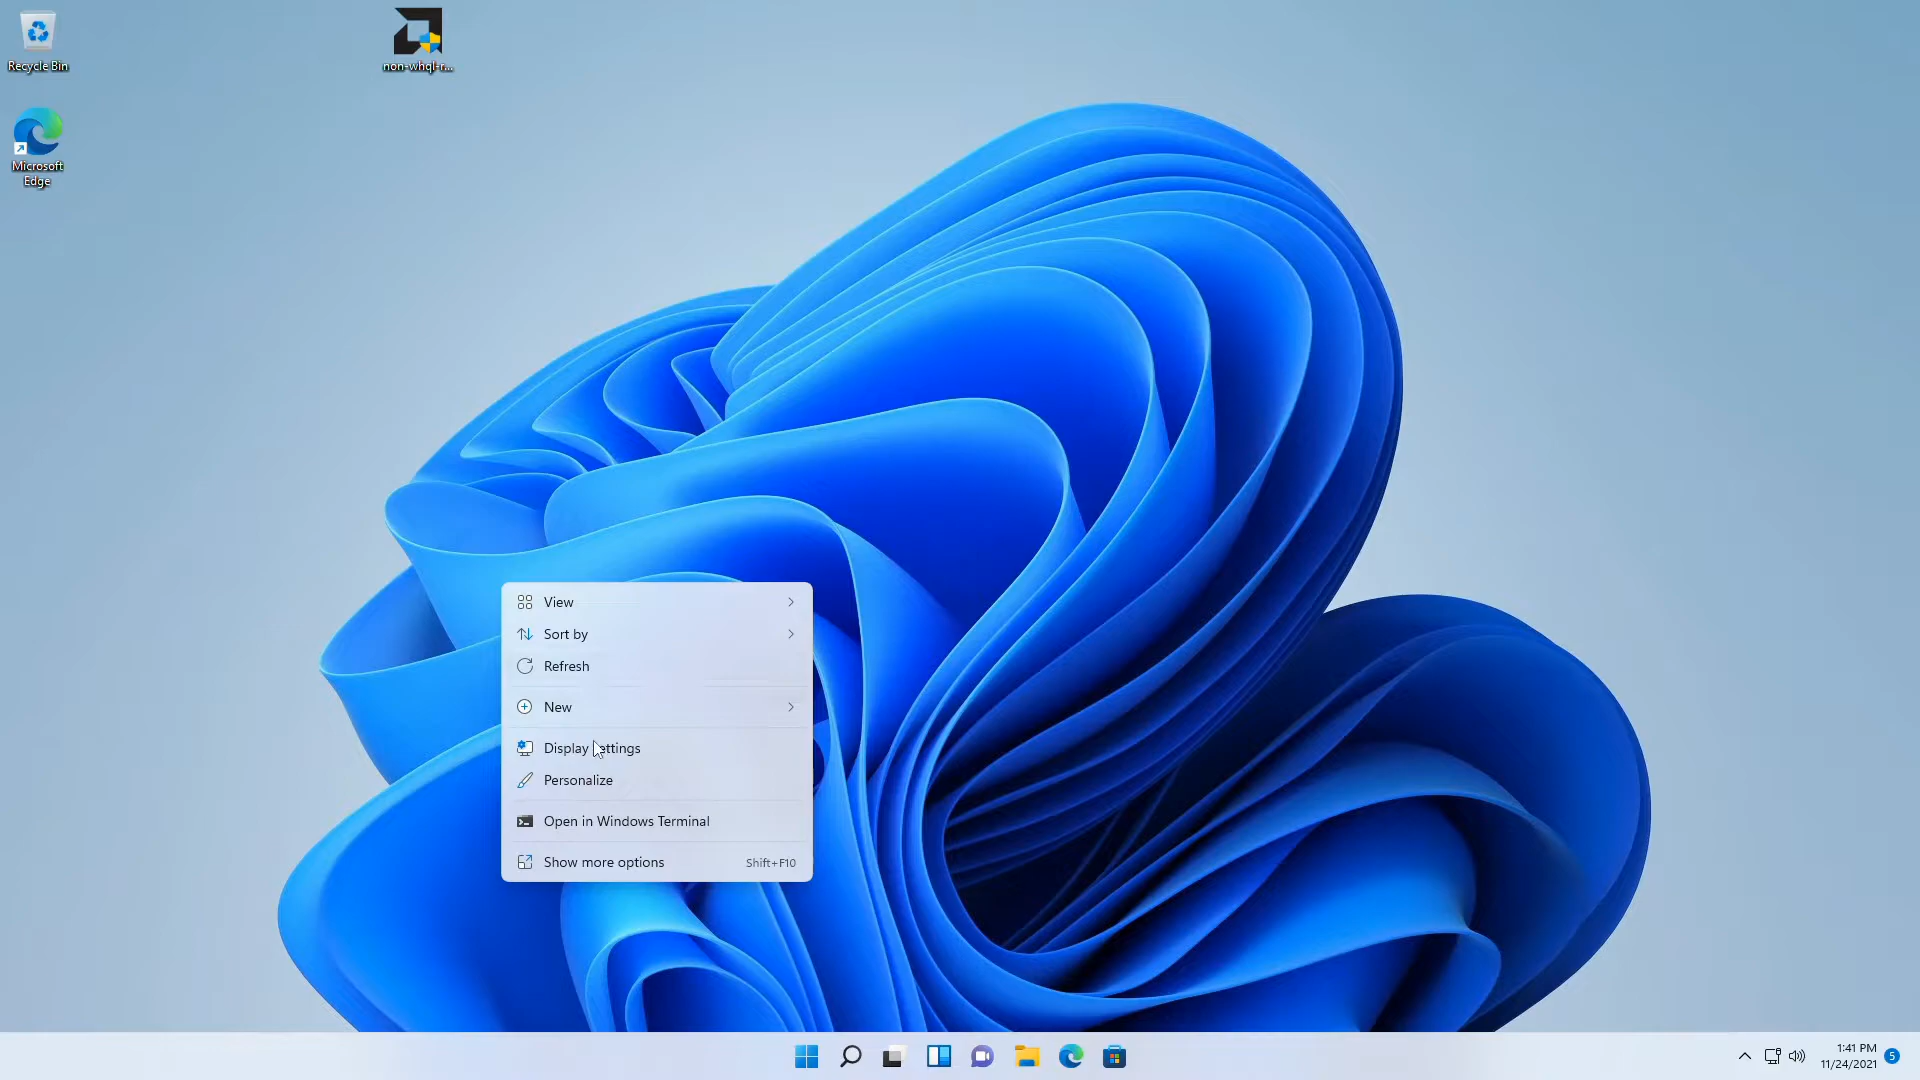 Recycle Bin
non-whql-r...
Microsoft
Edge
View
Sort by
Refresh
New
Display settings
Personalize
Open in Windows Terminal
Show more options Shift+F10
1:41 PM
11/24/2021
5